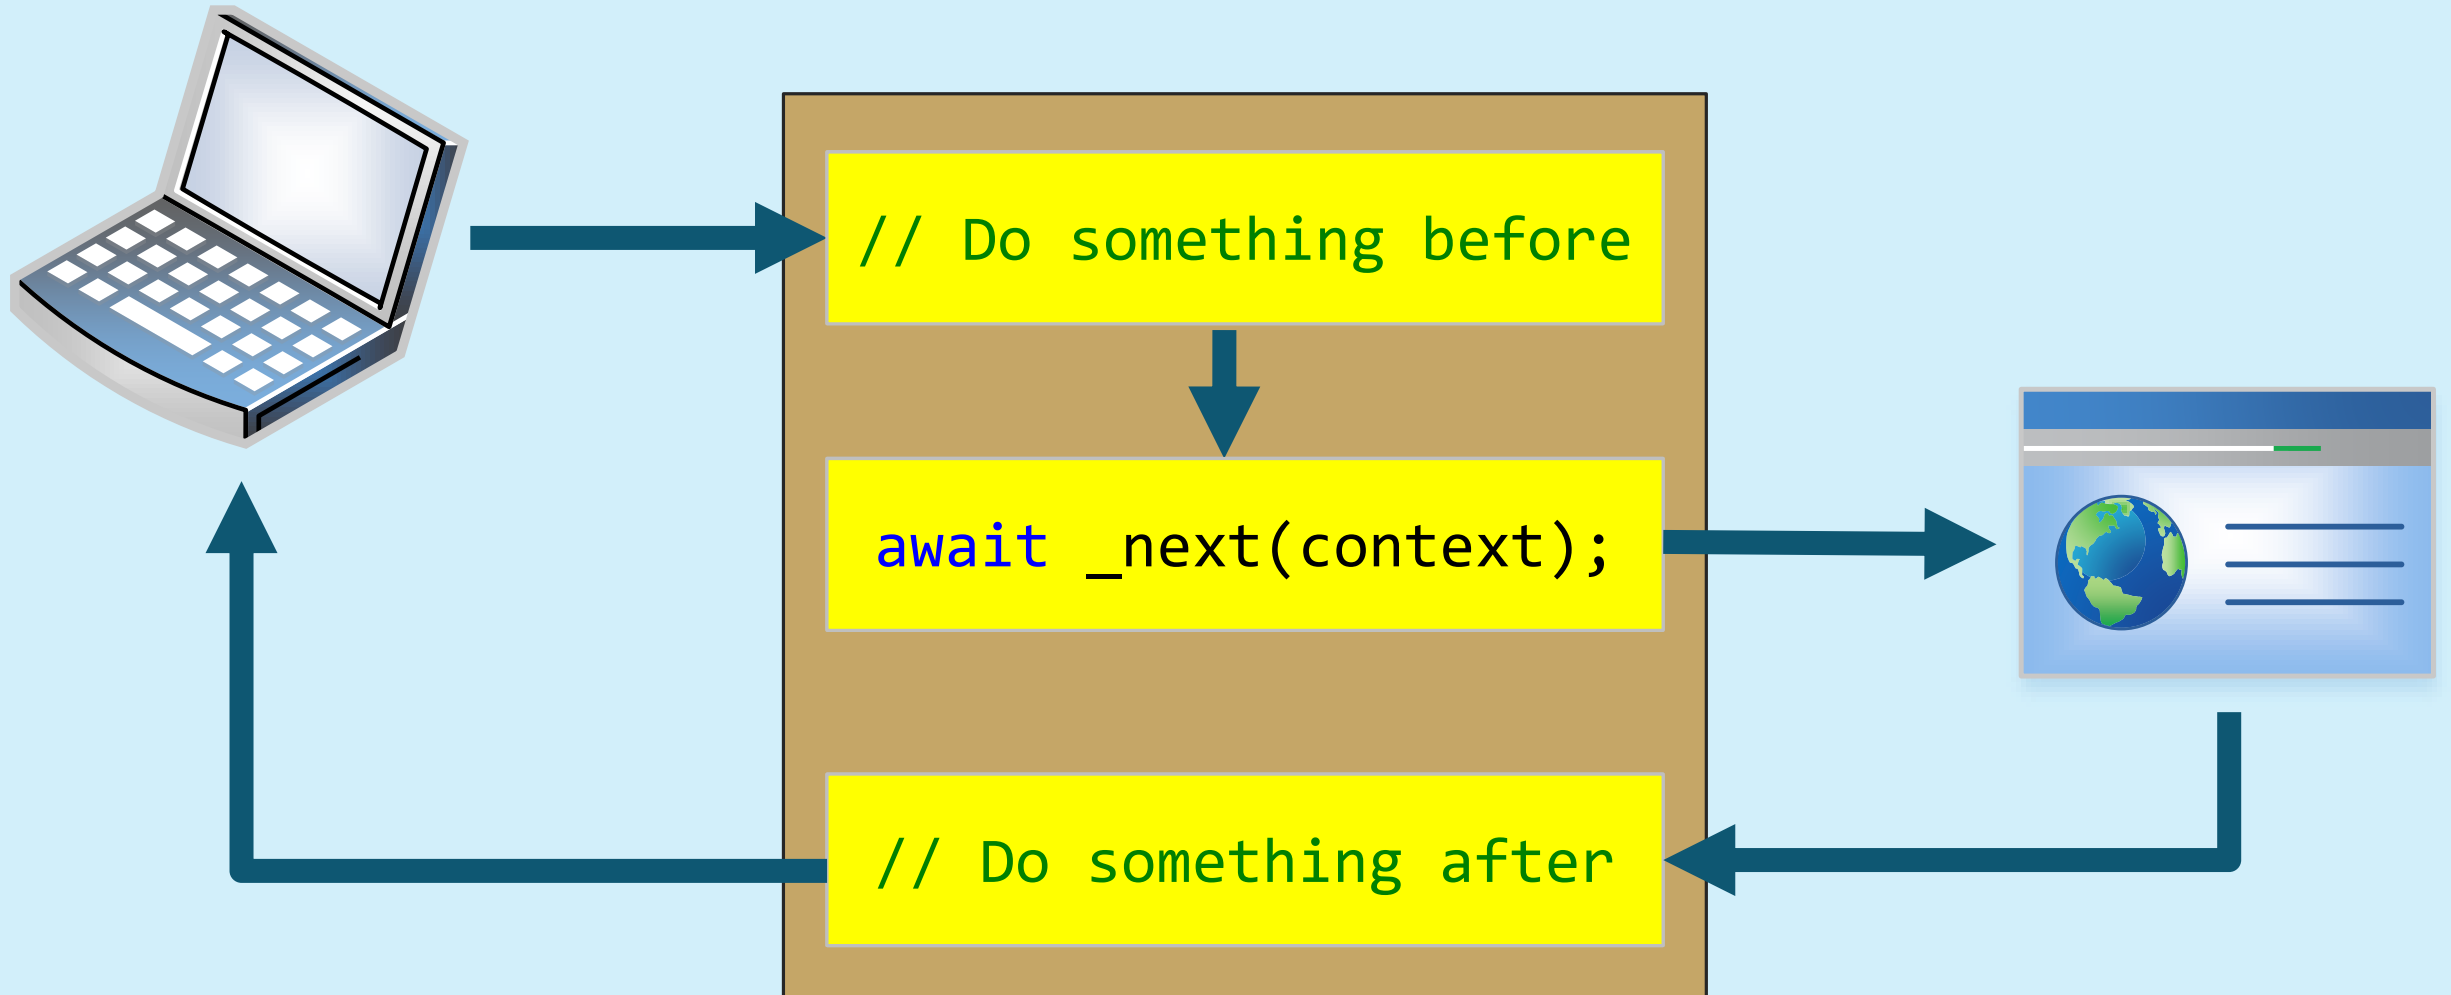 // Do something before
await _next(context);
// Do something after